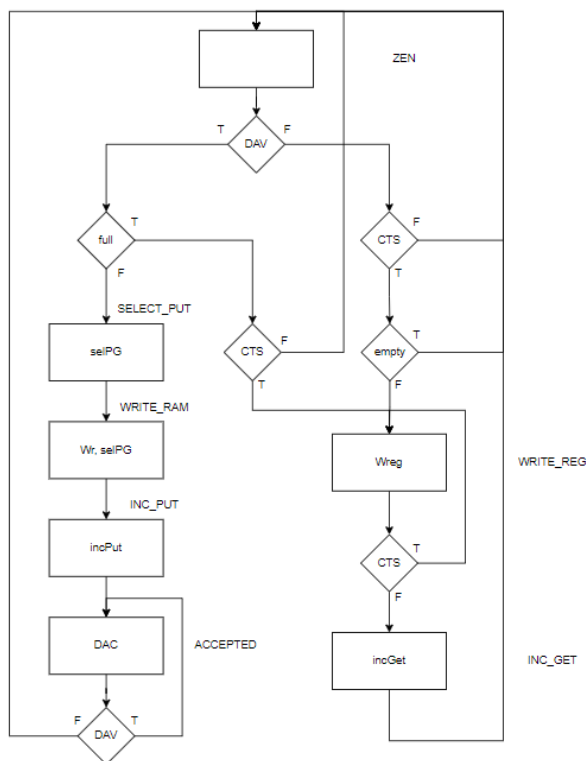 ZEN
T
F
DAV
T
F
full
CTS
F
T
SELECT_PUT
selPG
CTS
F
T
empty
T
F
WRITE_RAM
Wr, selPG
Wreg
WRITE_REG
INC_PUT
incPut
CTS
T
F
DAC
ACCEPTED
incGet
INC_GET
F
T
DAV